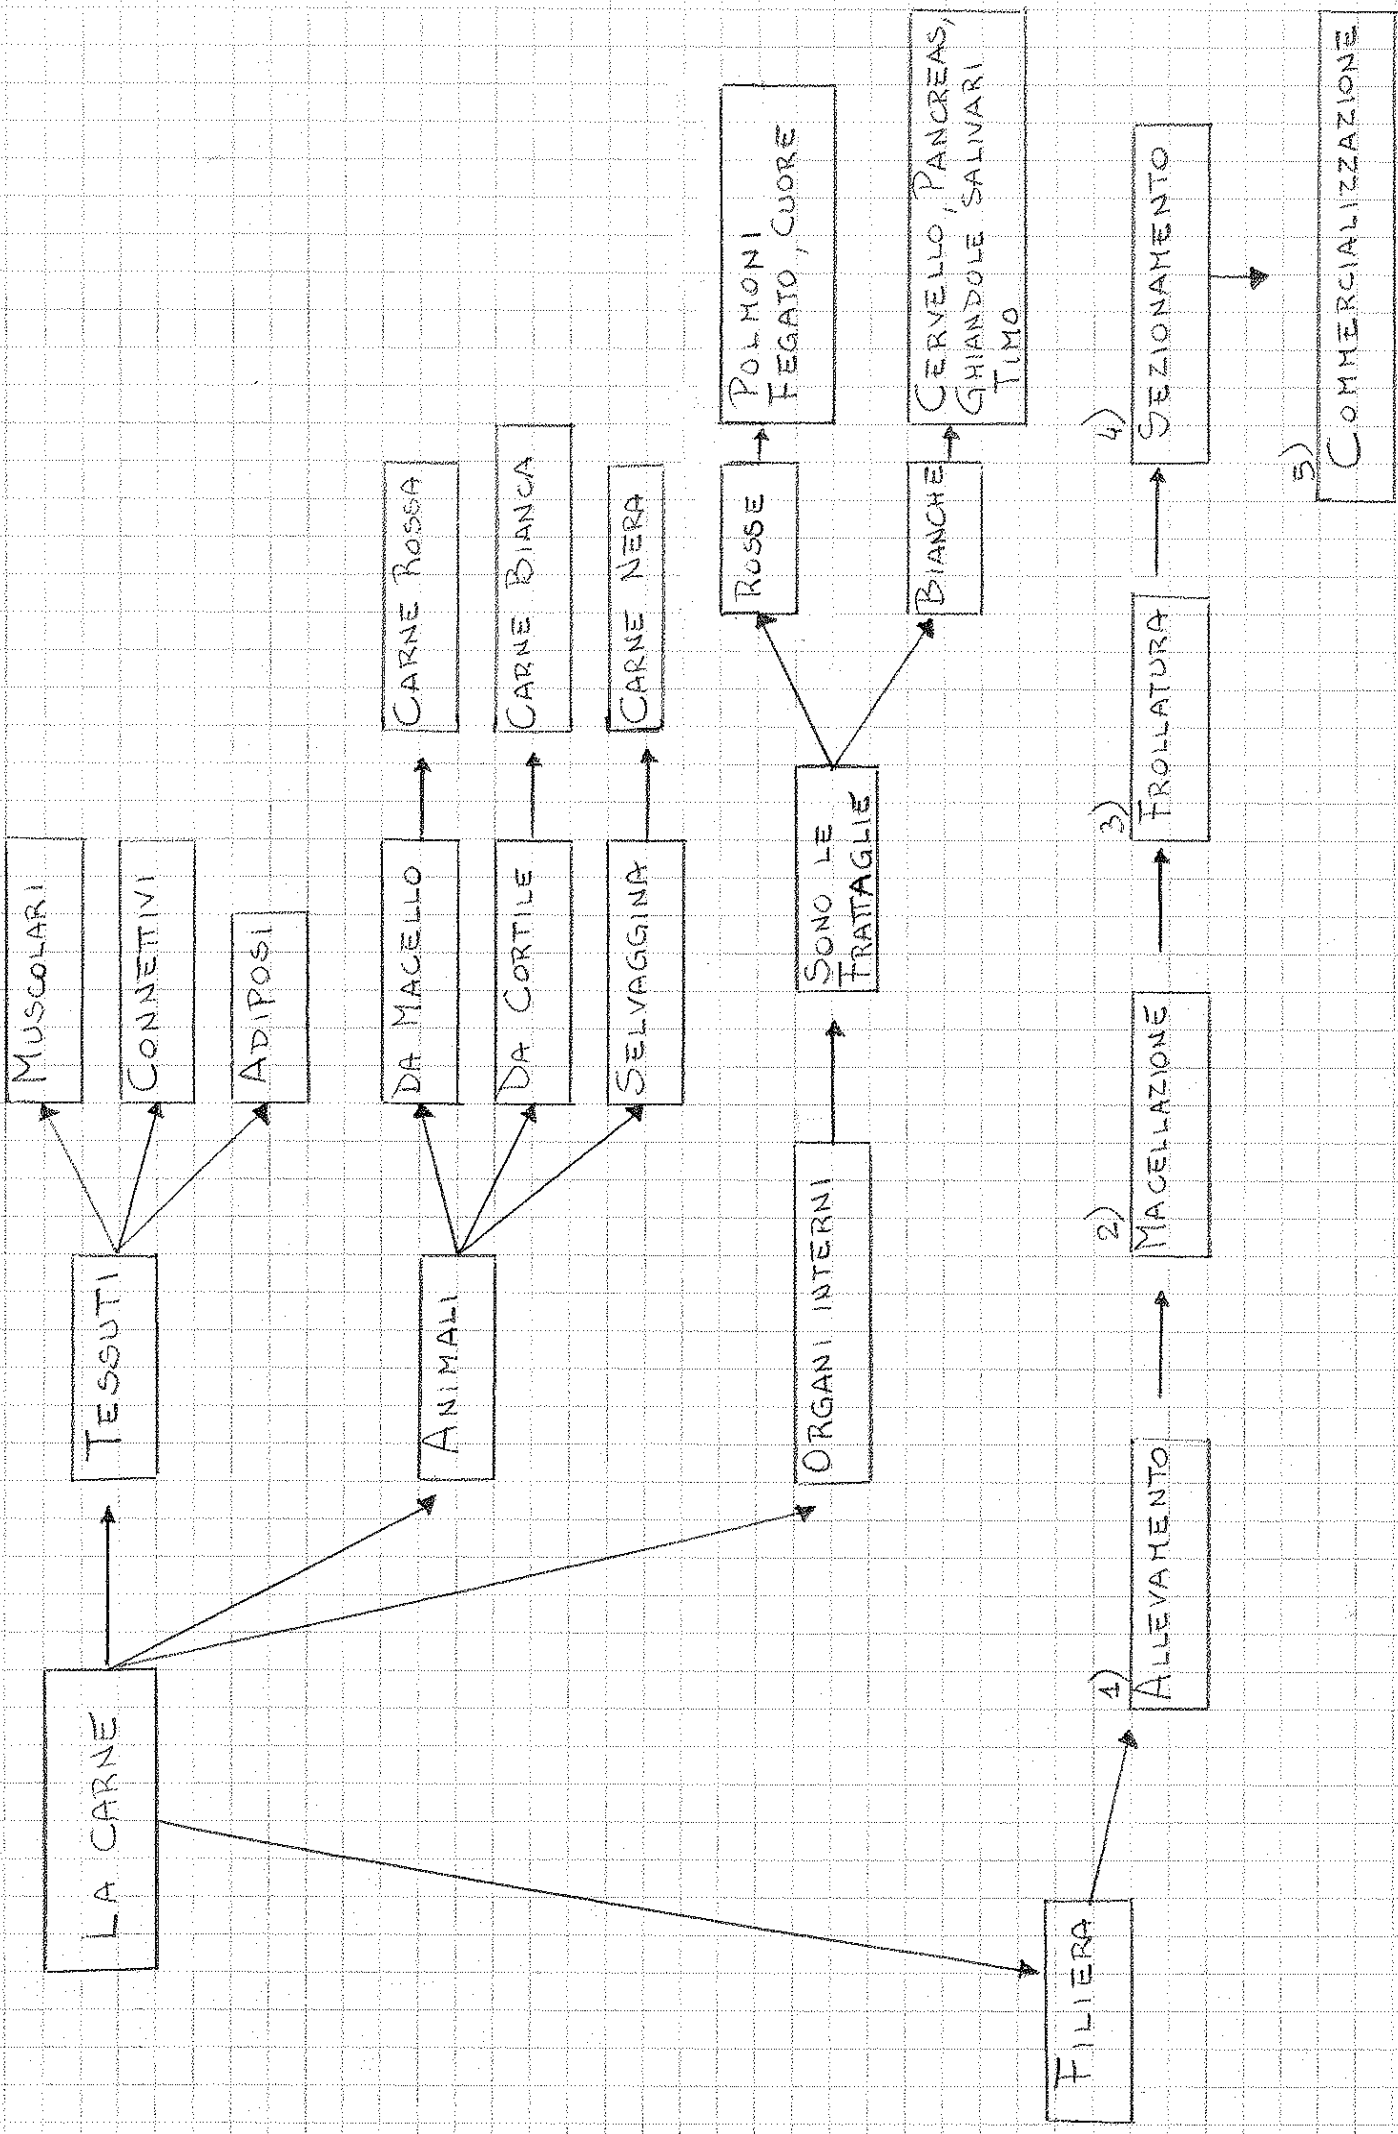 LA CARNE
TESSUTI
MUSCOLARI
CONNETTIVI
ADIPOSI
ANIMALI
DA MACELLO
CARNE ROSSA
DA CORTILE
CARNE BIANCA
SELVAGGINA
CARNE NERA
ORGANI INTERNI
SONO LE
FRATTAGLIE
ROSSE
POLMONI
FEGATO, CUORE
BIANCHE
CERVELLO, PANCREAS,
GHIANDOLE SALIVARI
TIMO
FILIERA
1)
ALLEVAMENTO
2)
MACELLAZIONE
3)
FROLLATURA
4)
SEZIONAMENTO
5)
COMMERCIALIZZAZIONE